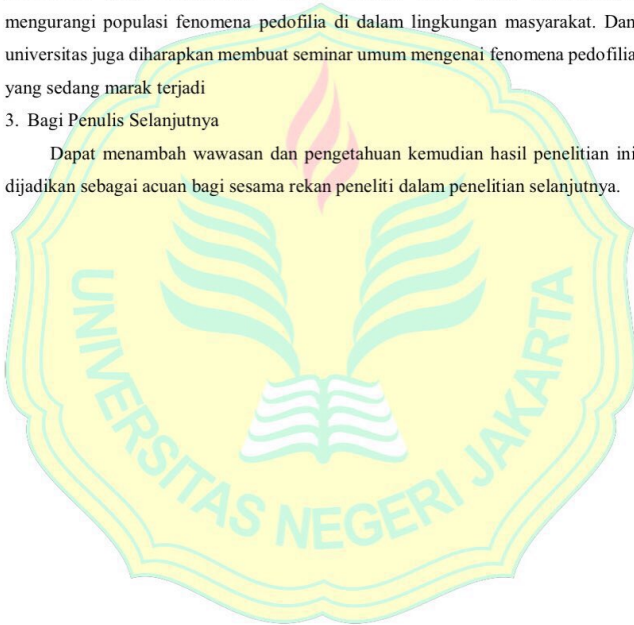 mengurangi populasi fenomena pedofilia di dalam lingkungan masyarakat. Dan
universitas juga diharapkan membuat seminar umum mengenai fenomena pedofilia
yang sedang marak terjadi
3. Bagi Penulis Selanjutnya
Dapat menambah wawasan dan pengetahuan kemudian hasil penelitian ini
dijadikan sebagai acuan bagi sesama rekan peneliti dalam penelitian selanjutnya.
UNIVERSITAS NEGERI JAKARTA